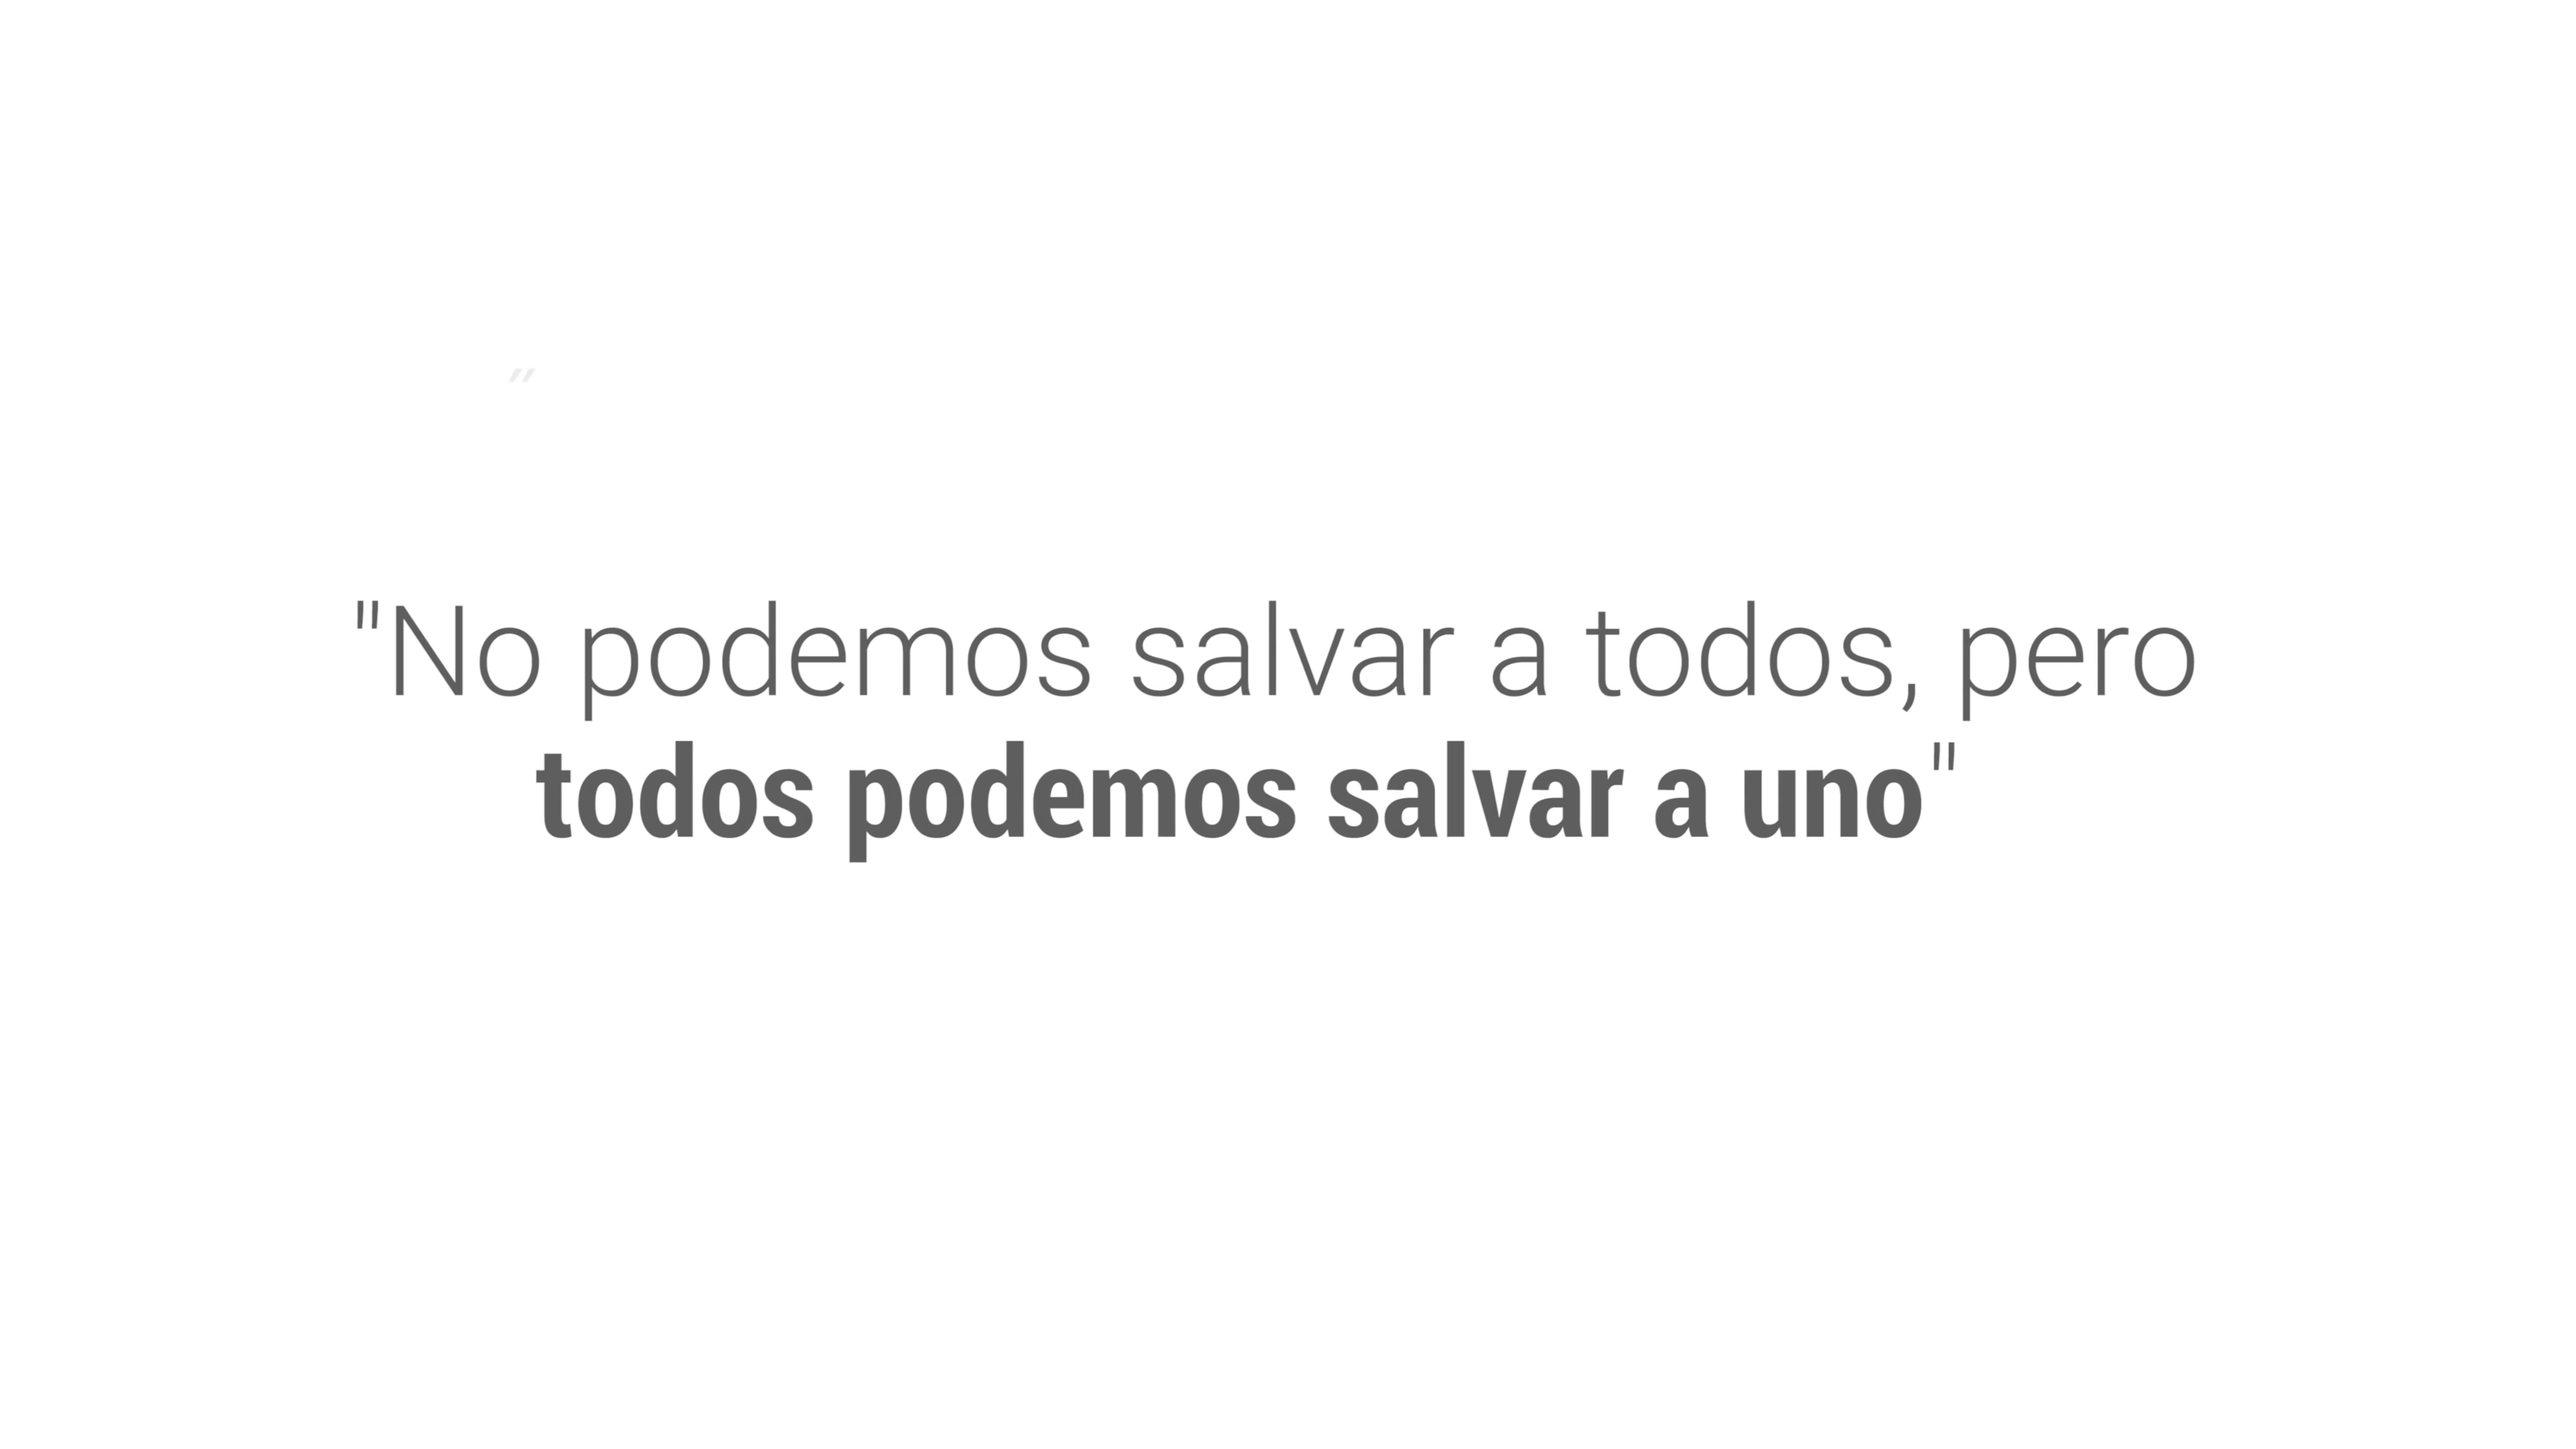 "
"No podemos salvar a todos, pero
todos podemos salvar a uno"